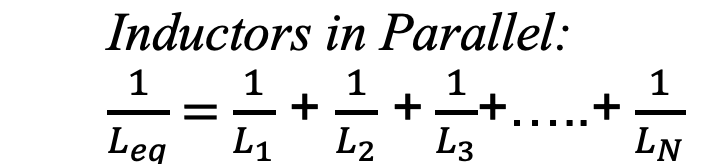 Inductors in Parallel:
1/L_eq = 1/L_1 + 1/L_2 + 1/L_3 +.....+ 1/L_N